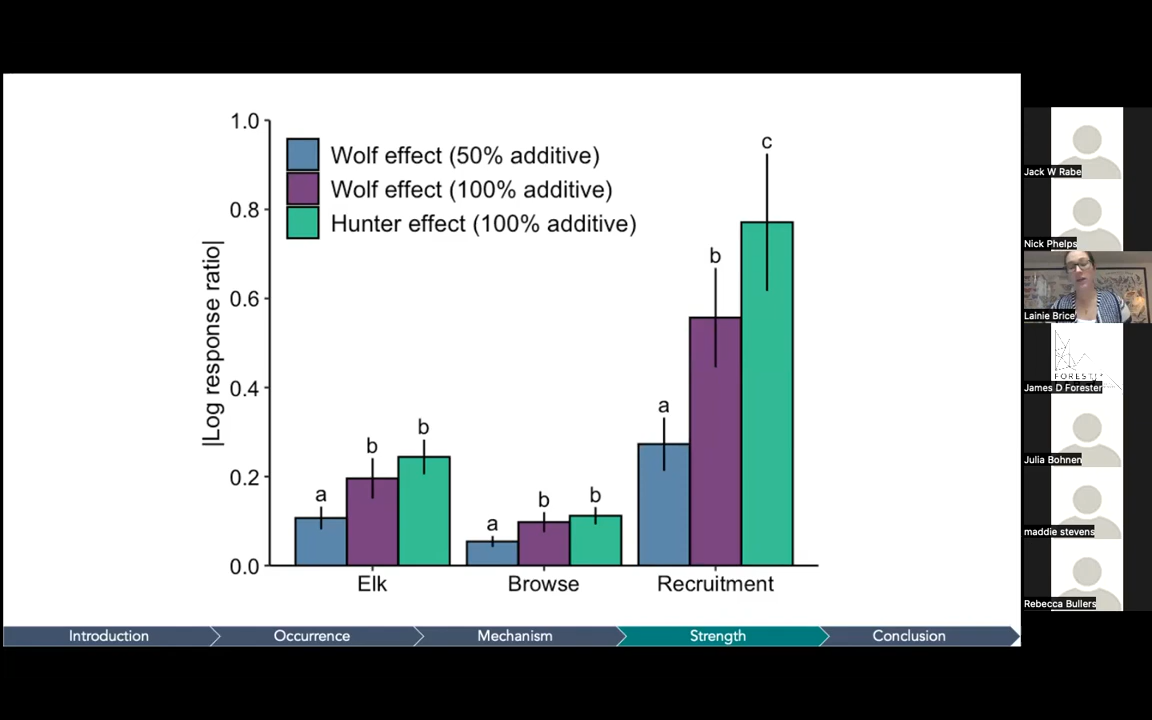 1.0
0.8
0.6
0.4
0.2
0.0
|Log response ratio|
Wolf effect (50% additive)
Wolf effect (100% additive)
Hunter effect (100% additive)
a
b
b
a
b
b
a
b
c
Elk
Browse
Recruitment
Introduction
Occurrence
Mechanism
Strength
Conclusion
Jack W Rabe
Nick Phelps
Lainie Brice
FOREST
James D Forester
Julia Bohnen
maddie stevens
Rebecca Bullers